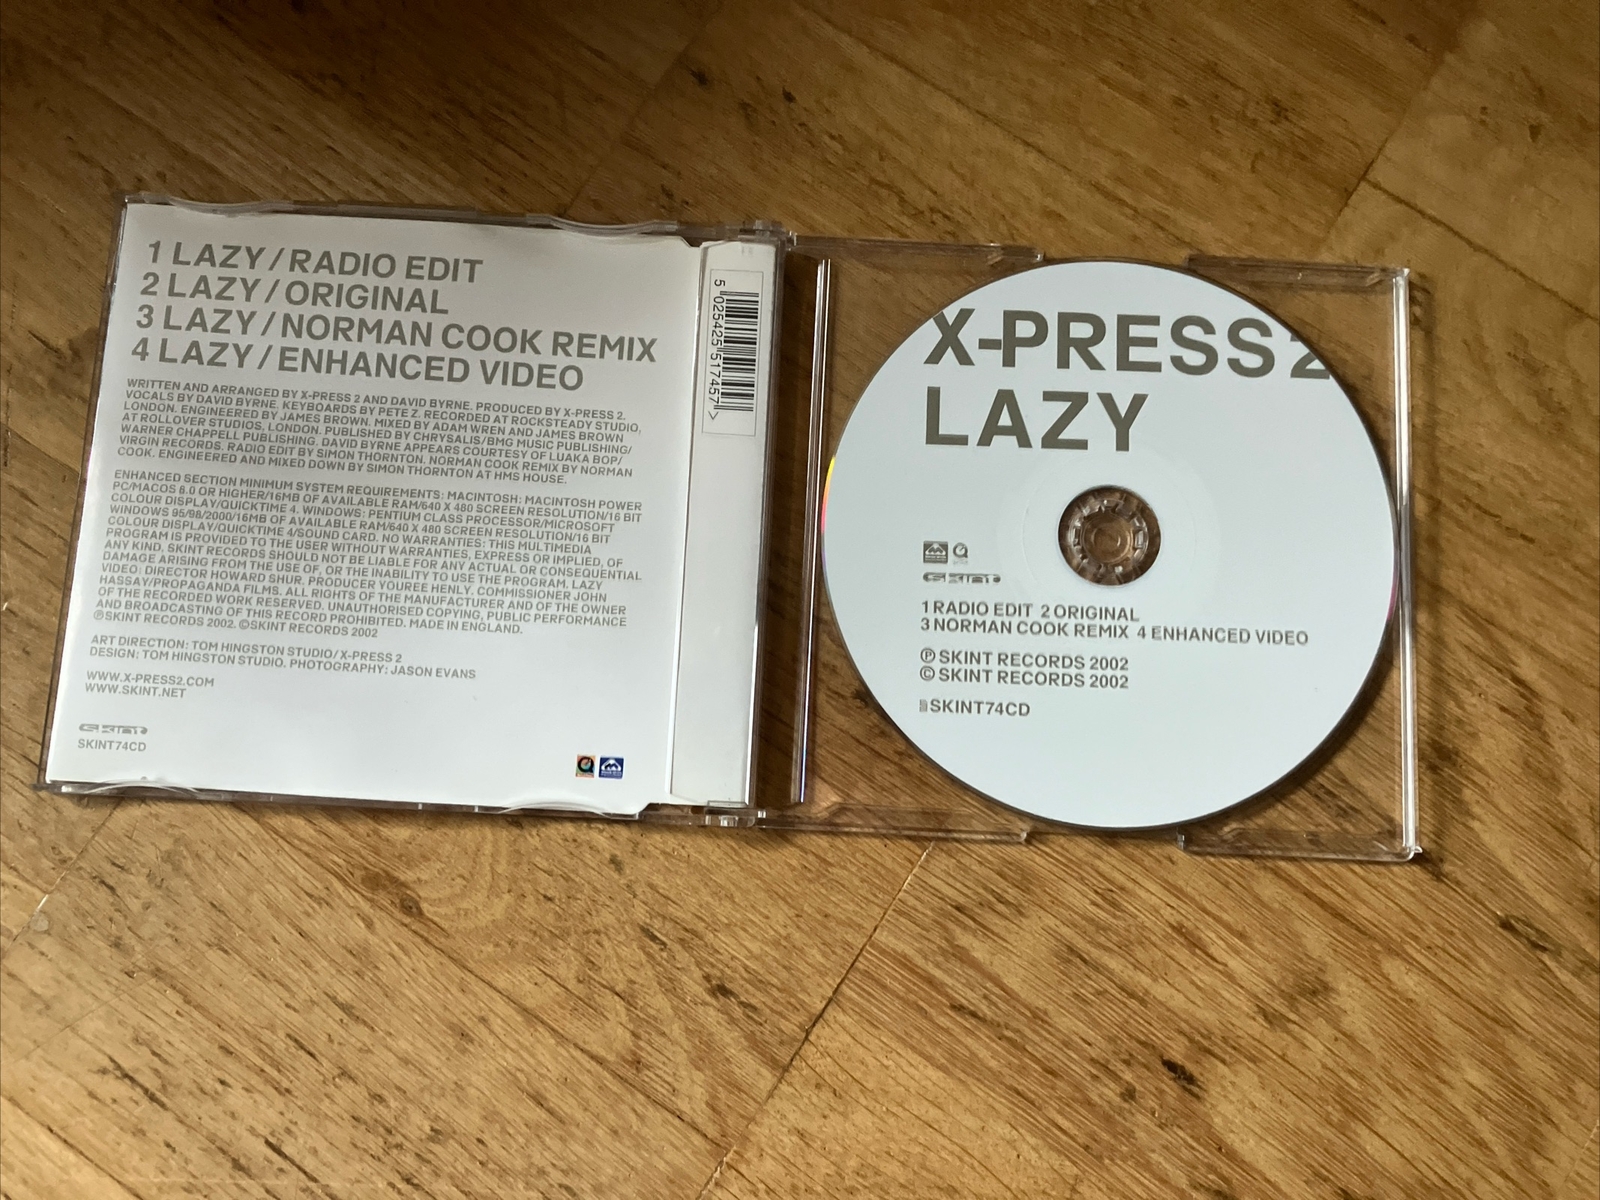 1 LAZY / RADIO EDIT
2 LAZY / ORIGINAL
3 LAZY / NORMAN COOK REMIX
4 LAZY / ENHANCED VIDEO
WRITTEN AND ARRANGED BY X-PRESS 2 AND DAVID BYRNE. PRODUCED BY X-PRESS 2.
VOCALS BY DAVID BYRNE. KEYBOARDS BY PETE Z. RECORDED AT ROCKSTEADY STUDIO,
LONDON. ENGINEERED BY JAMES BROWN. MIXED BY ADAM WREN AND JAMES BROWN
AT ROLLOVER STUDIOS, LONDON. PUBLISHED BY CHRYSALIS/BMG MUSIC PUBLISHING/
WARNER CHAPPELL PUBLISHING. DAVID BYRNE APPEARS COURTESY OF LUAKA BOP/
VIRGIN RECORDS. RADIO EDIT BY SIMON THORNTON. NORMAN COOK REMIX BY NORMAN
COOK. ENGINEERED AND MIXED DOWN BY SIMON THORNTON AT HMS HOUSE.
ENHANCED SECTION MINIMUM SYSTEM REQUIREMENTS: MACINTOSH: MACINTOSH POWER
PC/MACOS 8.0 OR HIGHER/16MB OF AVAILABLE RAM/640 X 480 SCREEN RESOLUTION/16 BIT
COLOUR DISPLAY/QUICKTIME 4. WINDOWS: PENTIUM CLASS PROCESSOR/MICROSOFT
WINDOWS 95/98/2000/16MB OF AVAILABLE RAM/640 X 480 SCREEN RESOLUTION/16 BIT
COLOUR DISPLAY/QUICKTIME 4/SOUND CARD. NO WARRANTIES: THIS MULTIMEDIA
PROGRAM IS PROVIDED TO THE USER WITHOUT WARRANTIES, EXPRESS OR IMPLIED, OF
ANY KIND. SKINT RECORDS SHOULD NOT BE LIABLE FOR ANY ACTUAL OR CONSEQUENTIAL
DAMAGE ARISING FROM THE USE OF, OR THE INABILITY TO USE THE PROGRAM. LAZY
VIDEO: DIRECTOR HOWARD SHUR. PRODUCER YOUREE HENLY. COMMISSIONER JOHN
HASSAY/PROPAGANDA FILMS. ALL RIGHTS OF THE MANUFACTURER AND OF THE OWNER
OF THE RECORDED WORK RESERVED. UNAUTHORISED COPYING, PUBLIC PERFORMANCE
AND BROADCASTING OF THIS RECORD PROHIBITED. MADE IN ENGLAND.
℗SKINT RECORDS 2002. ©SKINT RECORDS 2002
ART DIRECTION: TOM HINGSTON STUDIO/ X-PRESS 2
DESIGN: TOM HINGSTON STUDIO. PHOTOGRAPHY: JASON EVANS
WWW.X-PRESS2.COM
WWW.SKINT.NET
SKINT
SKINT74CD
5 025425 517457 >
X-PRESS 2
LAZY
SKINT
1 RADIO EDIT 2 ORIGINAL
3 NORMAN COOK REMIX 4 ENHANCED VIDEO
℗ SKINT RECORDS 2002
© SKINT RECORDS 2002
SKINT74CD